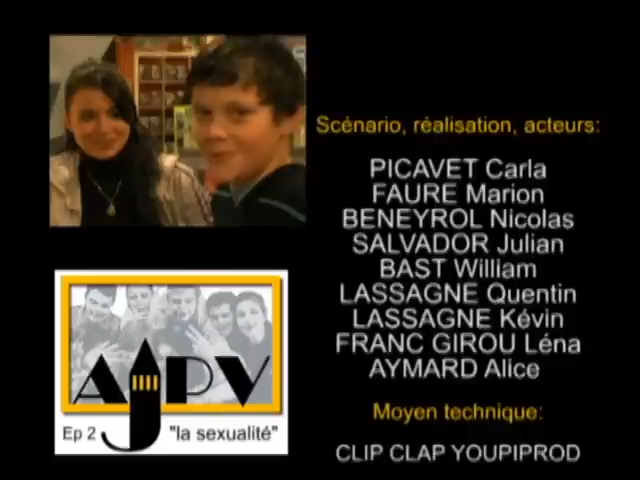 Scénario, réalisation, acteurs:
PICAVET Carla
FAURE Marion
BENEYROL Nicolas
SALVADOR Julian
BAST William
LASSAGNE Quentin
LASSAGNE Kévin
FRANC GIROU Léna
AYMARD Alice
Moyen technique:
CLIP CLAP YOUPIPROD
AJPV
Ep 2 "la sexualité"